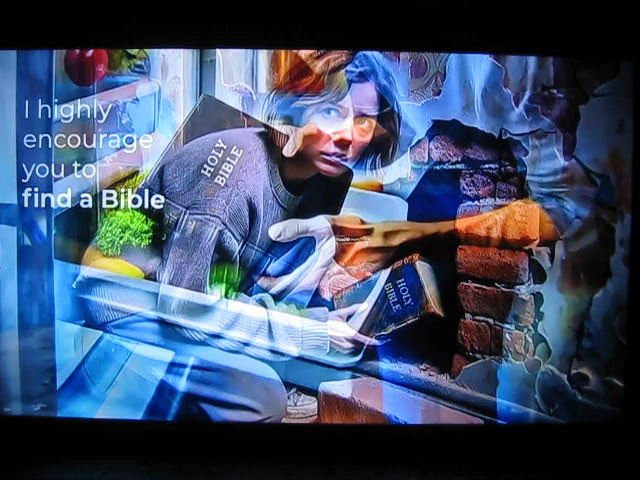 I highly
encourage
you to
find a Bible
HOLY
BIBLE
HOLY
BIBLE